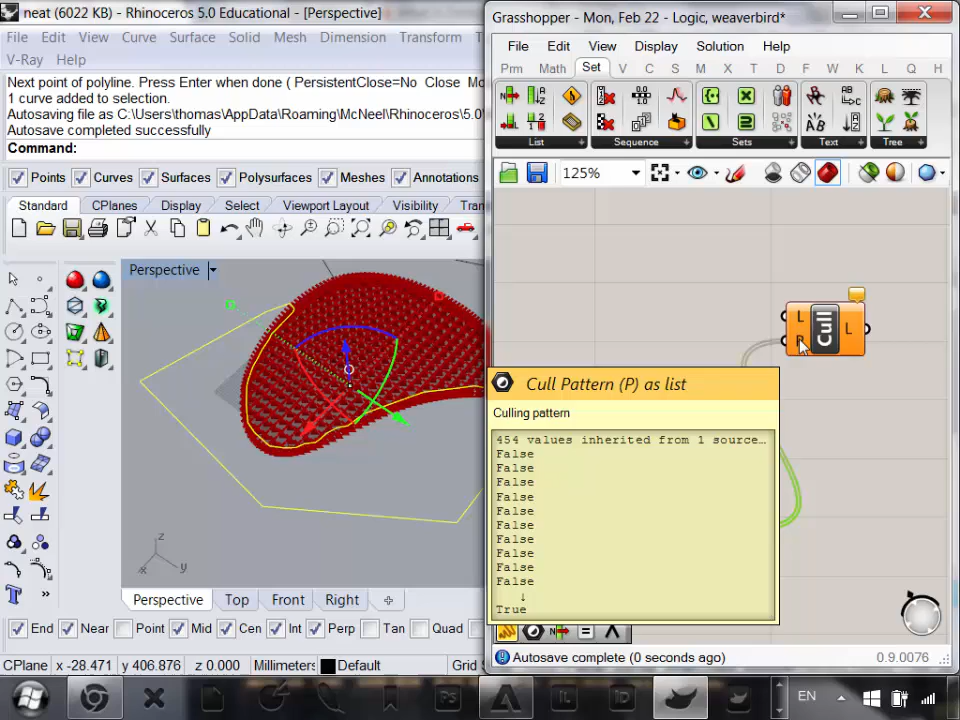 neat (6022 KB) - Rhinoceros 5.0 Educational - [Perspective]
File Edit View Curve Surface Solid Mesh Dimension Transform
V-Ray Help
Next point of polyline. Press Enter when done ( PersistentClose=No Close
1 curve added to selection.
Autosaving file as C:\Users\thomas\AppData\Roaming\McNeel\Rhinoceros\5.0
Autosave completed successfully
Command:
Points Curves Surfaces Polysurfaces Meshes Annotations
Standard CPlanes Display Select Viewport Layout Visibility Tran
Perspective
z
y
x
Perspective Top Front Right
End Near Point Mid Cen Int Perp Tan Quad
CPlane x -28.471 y 406.876 z 0.000 Millimeters Default Grid S
Grasshopper - Mon, Feb 22 - Logic, weaverbird*
File Edit View Display Solution Help
Prm Math Set V C S M X T D F W K L Q H
List Sequence Sets Text Tree
125%
L Cull L
P
Cull Pattern (P) as list
Culling pattern
454 values inherited from 1 source…
False
False
False
False
False
False
False
False
False
False
↓
True
Autosave complete (0 seconds ago) 0.9.0076
EN